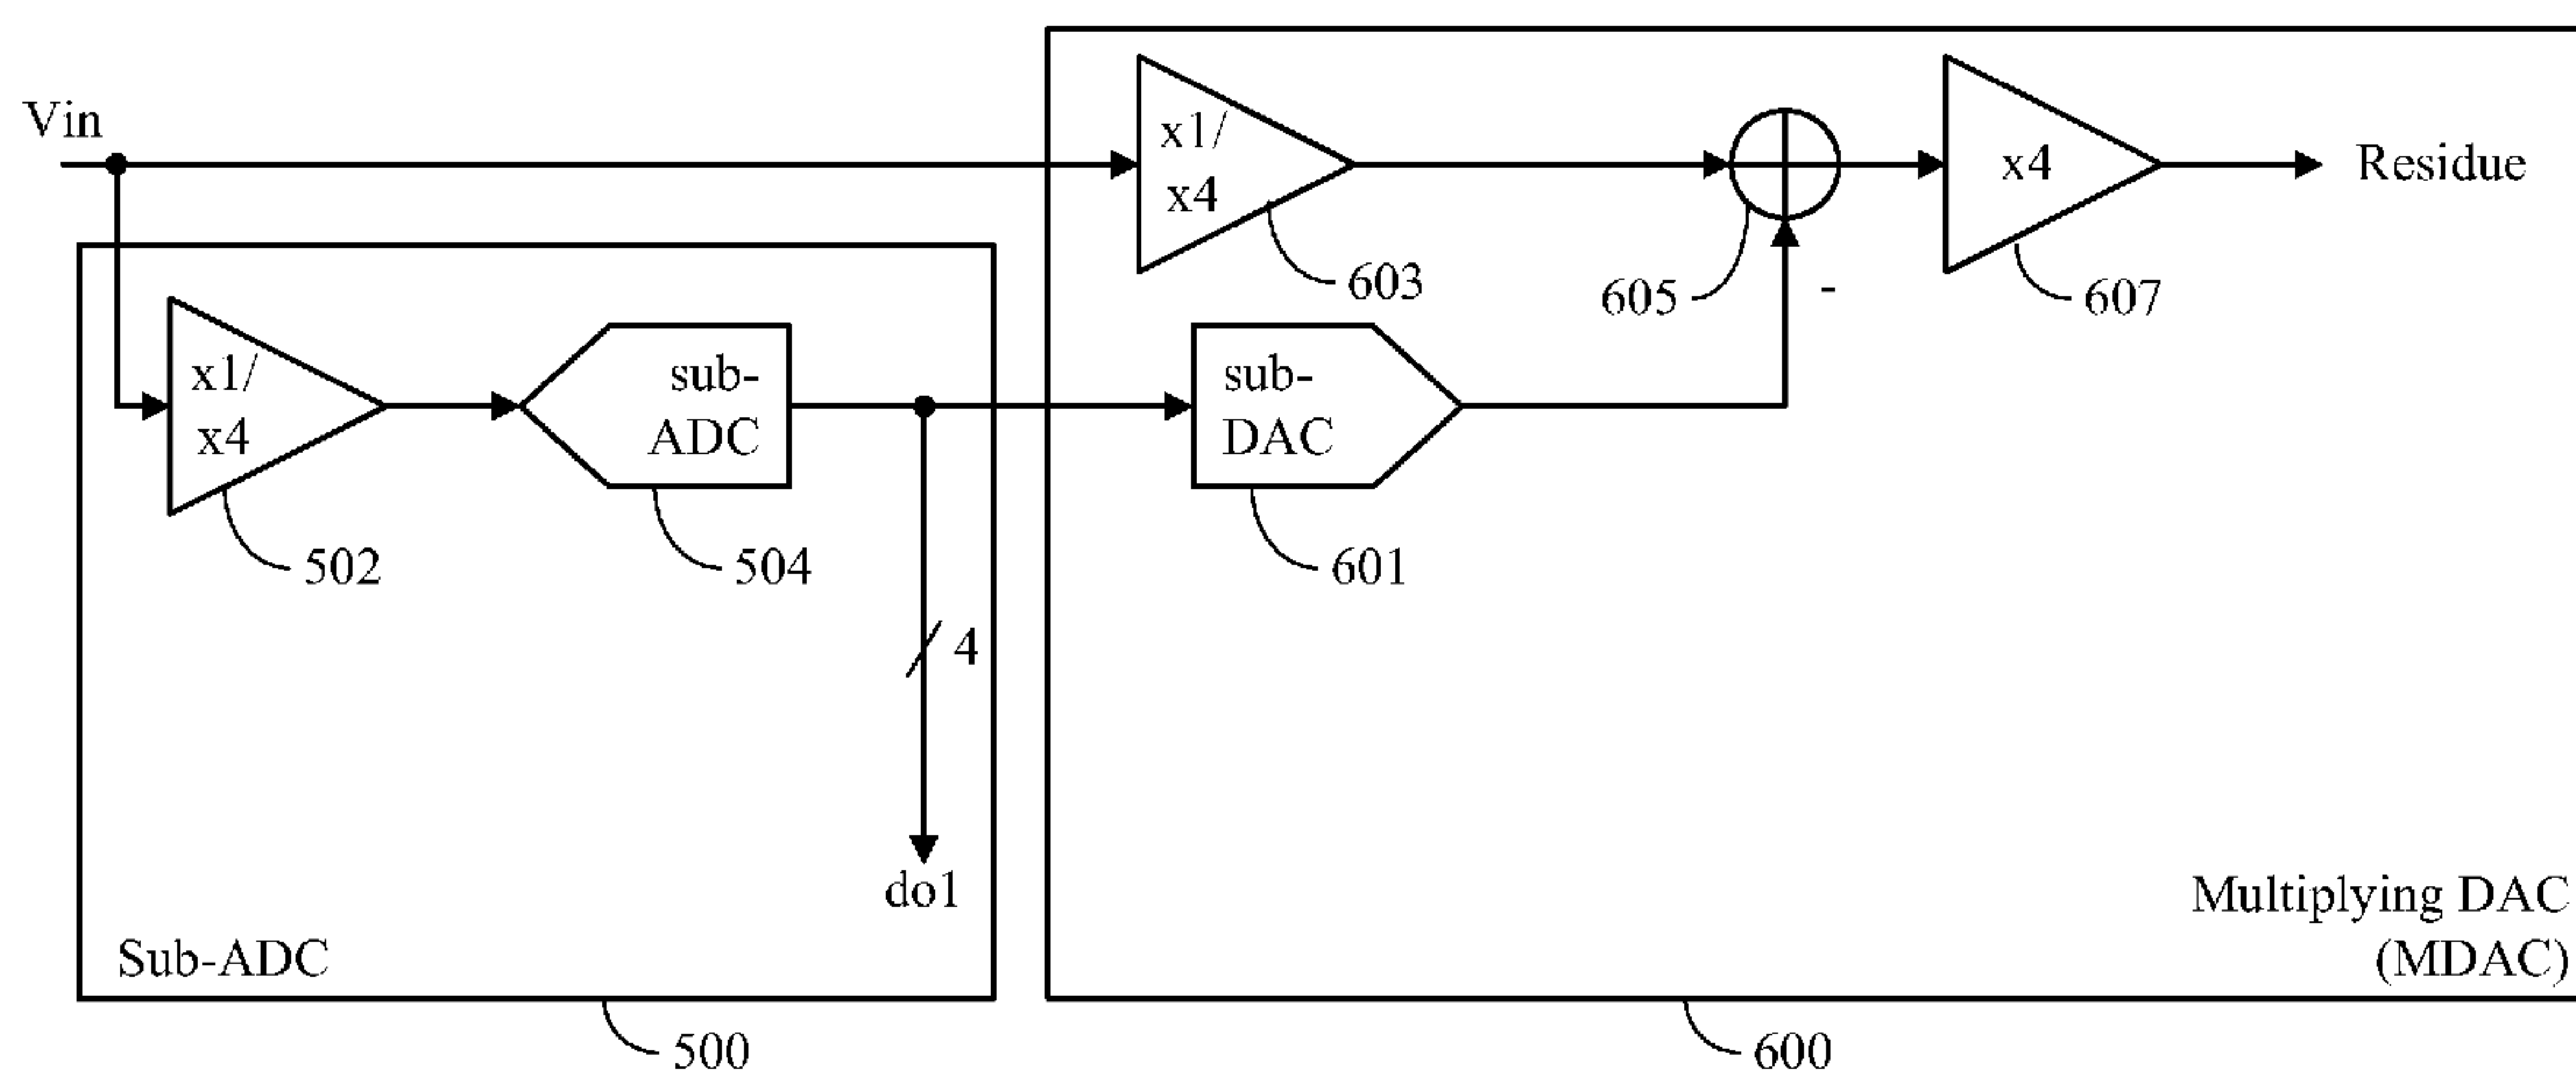 Vin
x1/
x4
x4
Residue
603
605
-
607
x1/
x4
sub-
ADC
sub-
DAC
502
504
601
4
do1
Sub-ADC
Multiplying DAC
(MDAC)
500
600